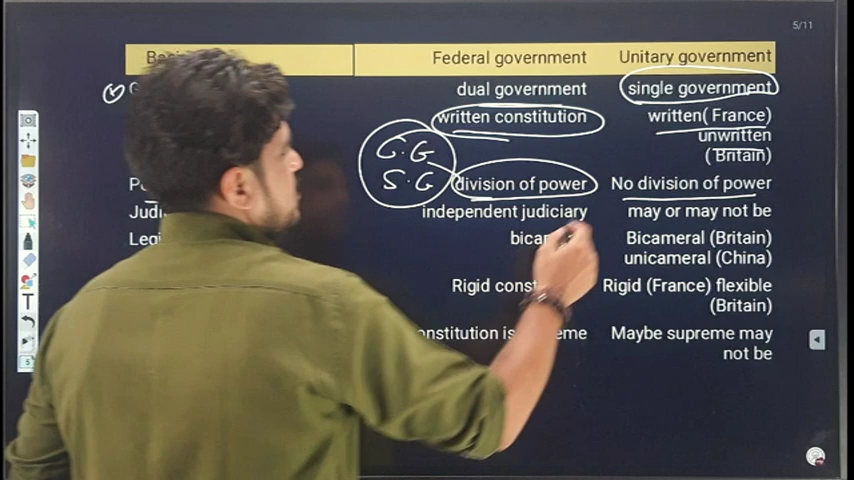 5/11
Federal government Unitary government
dual government single government
written constitution written( France)
unwritten
(Britain)
C.G
S.G
division of power No division of power
independent judiciary may or may not be
Bicameral (Britain)
unicameral (China)
Rigid Rigid (France) flexible
(Britain)
Maybe supreme may
not be
T
5